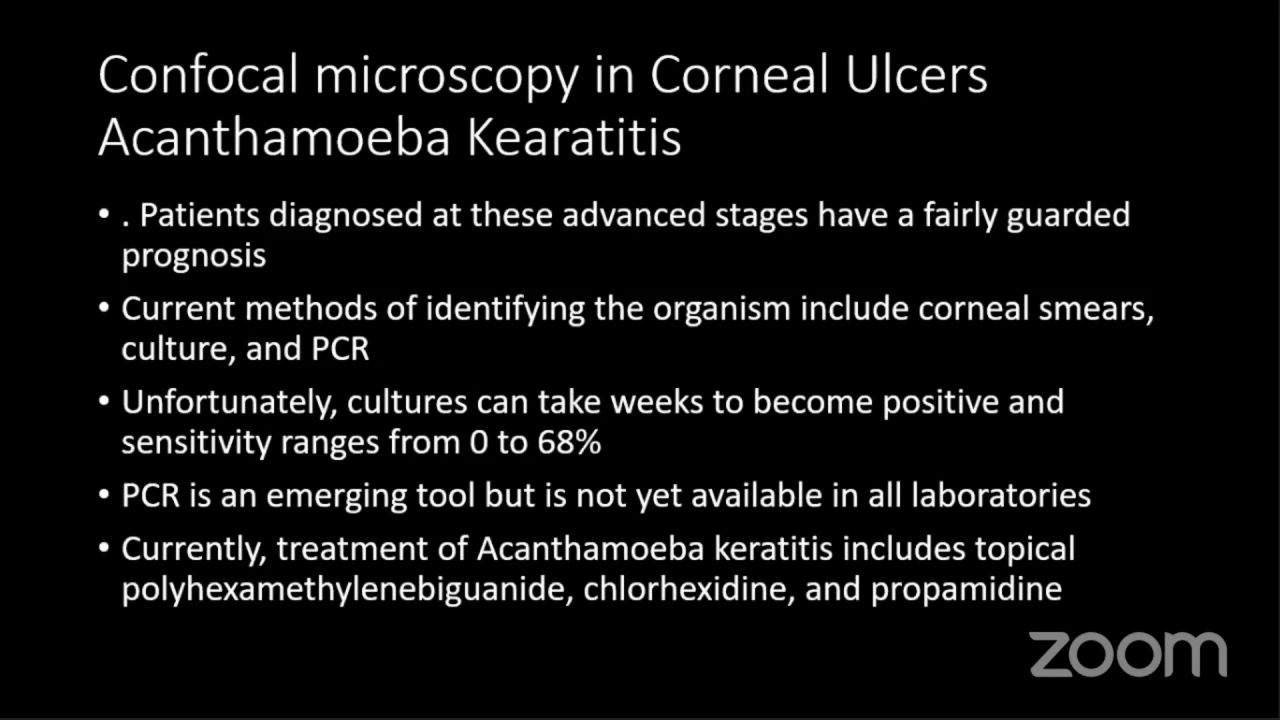 Confocal microscopy in Corneal Ulcers
Acanthamoeba Kearatitis
• . Patients diagnosed at these advanced stages have a fairly guarded
prognosis
• Current methods of identifying the organism include corneal smears,
culture, and PCR
• Unfortunately, cultures can take weeks to become positive and
sensitivity ranges from 0 to 68%
• PCR is an emerging tool but is not yet available in all laboratories
• Currently, treatment of Acanthamoeba keratitis includes topical
polyhexamethylenebiguanide, chlorhexidine, and propamidine
zoom